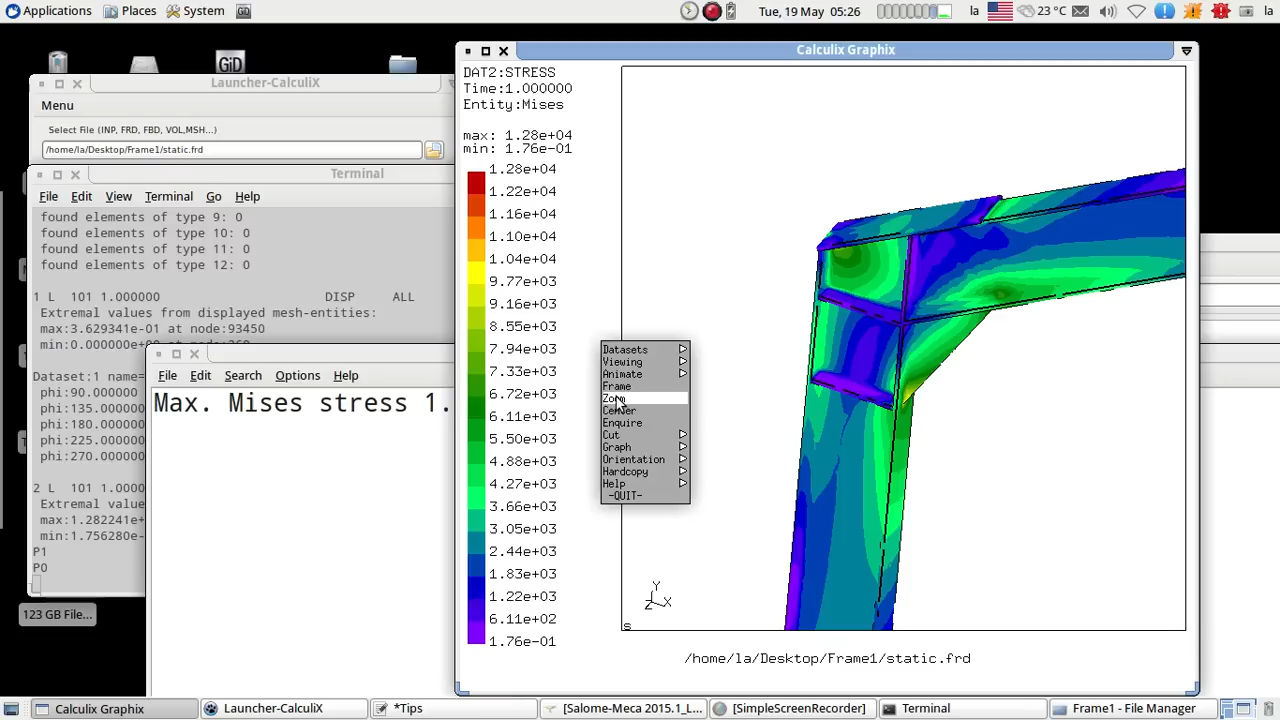 Applications Places System Tue, 19 May 05:26 la 23 °C la
GiD
Launcher-CalculiX
Menu
Select File (INP, FRD, FBD, VOL,MSH...)
/home/la/Desktop/Frame1/static.frd
Terminal
File Edit View Terminal Go Help
found elements of type 9: 0
found elements of type 10: 0
found elements of type 11: 0
found elements of type 12: 0
1 L 101 1.000000 DISP ALL
Extremal values from displayed mesh-entities:
max:3.629341e-01 at node:93450
min:0.000000e+0
Dataset:1 name=
phi:90.000000
phi:135.00000
phi:180.00000
phi:225.00000
phi:270.00000
2 L 101 1.0000
Extremal value
max:1.282241e+
min:1.756280e-
P1
P0
123 GB File...
File Edit Search Options Help
Max. Mises stress 1.
Calculix Graphix
DAT2:STRESS
Time:1.000000
Entity:Mises
max: 1.28e+04
min: 1.76e-01
1.28e+04
1.22e+04
1.16e+04
1.10e+04
1.04e+04
9.77e+03
9.16e+03
8.55e+03
7.94e+03
7.33e+03
6.72e+03
6.11e+03
5.50e+03
4.88e+03
4.27e+03
3.66e+03
3.05e+03
2.44e+03
1.83e+03
1.22e+03
6.11e+02
1.76e-01
Datasets
Viewing
Animate
Frame
Zoom
Center
Enquire
Cut
Graph
Orientation
Hardcopy
Help
-QUIT-
Y
Z X
s
/home/la/Desktop/Frame1/static.frd
Calculix Graphix Launcher-CalculiX *Tips [Salome-Meca 2015.1_L... [SimpleScreenRecorder] Terminal Frame1 - File Manager